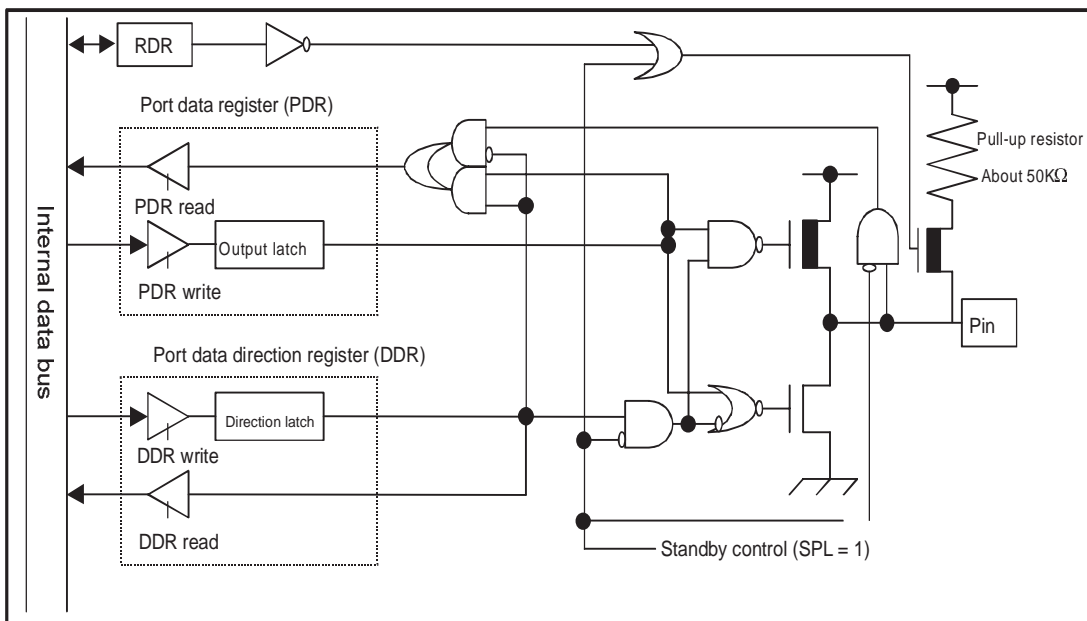 RDR
Port data register (PDR)
PDR read
Output latch
PDR write
Port data direction register (DDR)
Direction latch
DDR write
DDR read
Internal data bus
Pull-up resistor
About 50KΩ
Pin
Standby control (SPL = 1)